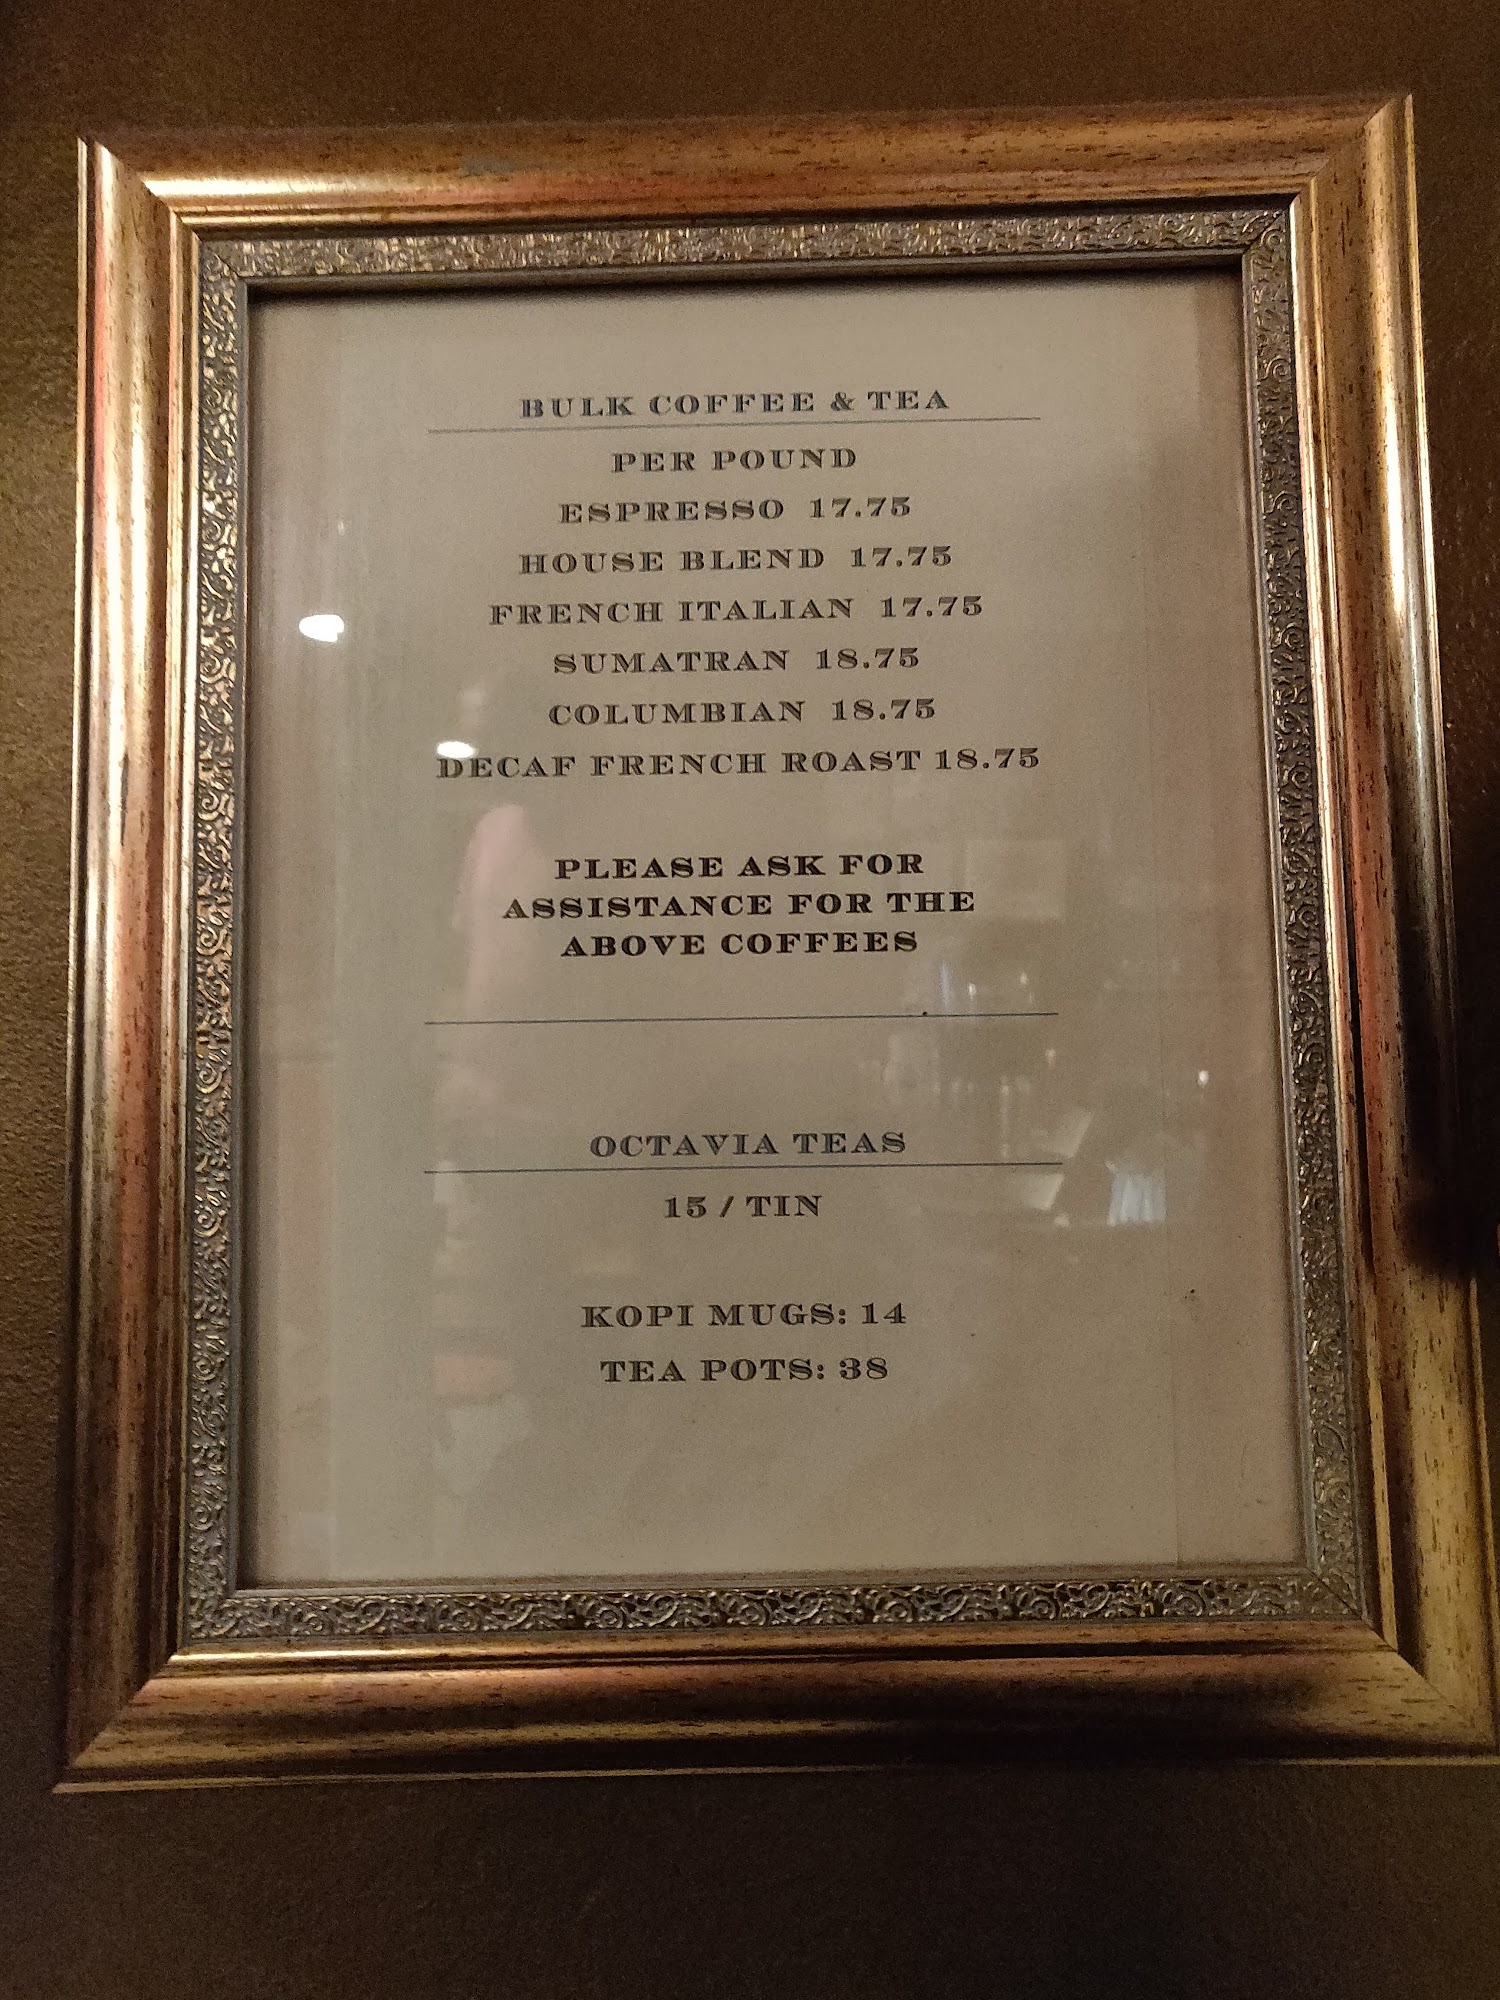 BULK COFFEE & TEA
PER POUND
ESPRESSO 17.75
HOUSE BLEND 17.75
FRENCH ITALIAN 17.75
SUMATRAN 18.75
COLUMBIAN 18.75
DECAF FRENCH ROAST 18.75
PLEASE ASK FOR
ASSISTANCE FOR THE
ABOVE COFFEES
OCTAVIA TEAS
15 / TIN
KOPI MUGS: 14
TEA POTS: 38